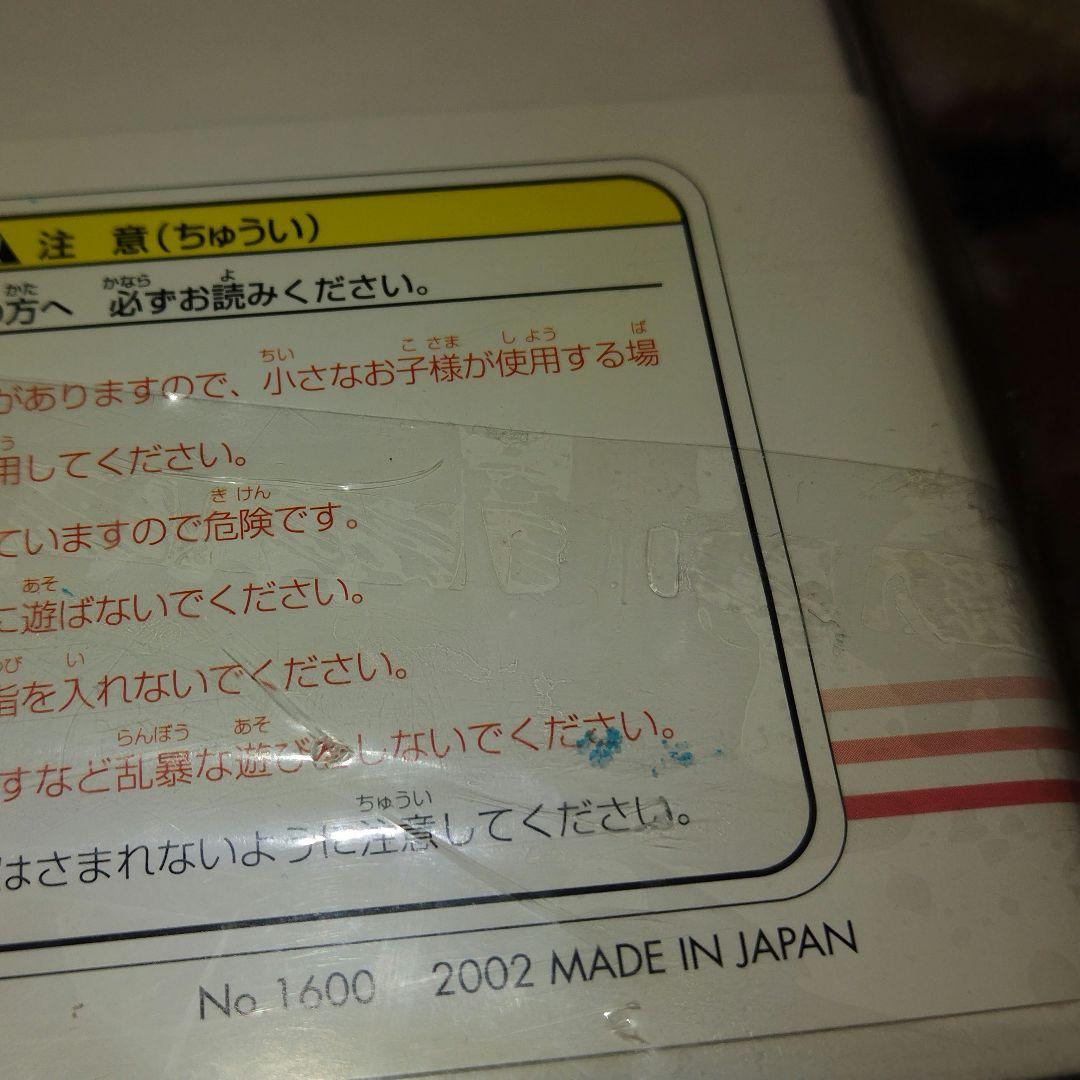 注 意(ちゅうい)
方へ 必ずお読みください。
がありますので、小さなお子様が使用する場
用してください。
ていますので危険です。
に遊ばないでください。
指を入れないでください。
すなど乱暴な遊びをしないでください。
はさまれないように注意してください。
No 1600 2002 MADE IN JAPAN